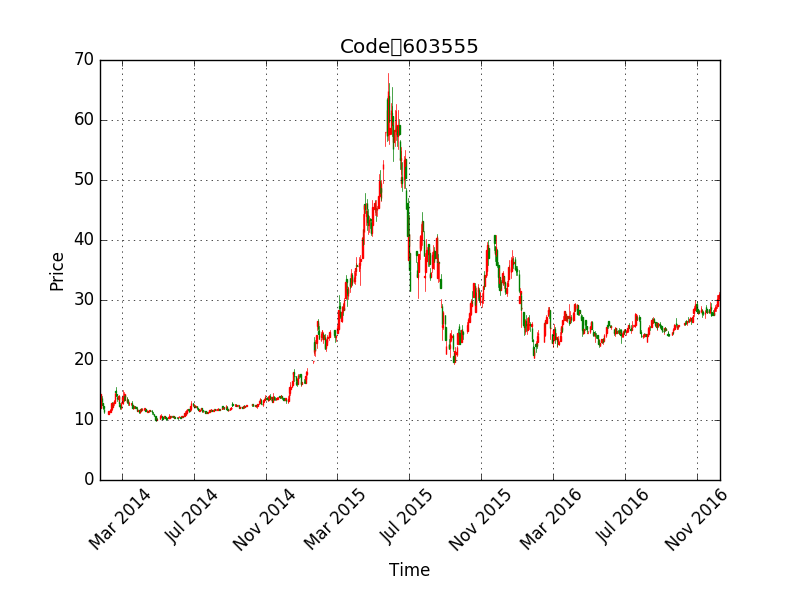 Code▯603555
70
60
50
40
30
20
10
0
Price
Mar 2014
Jul 2014
Nov 2014
Mar 2015
Jul 2015
Nov 2015
Mar 2016
Jul 2016
Nov 2016
Time